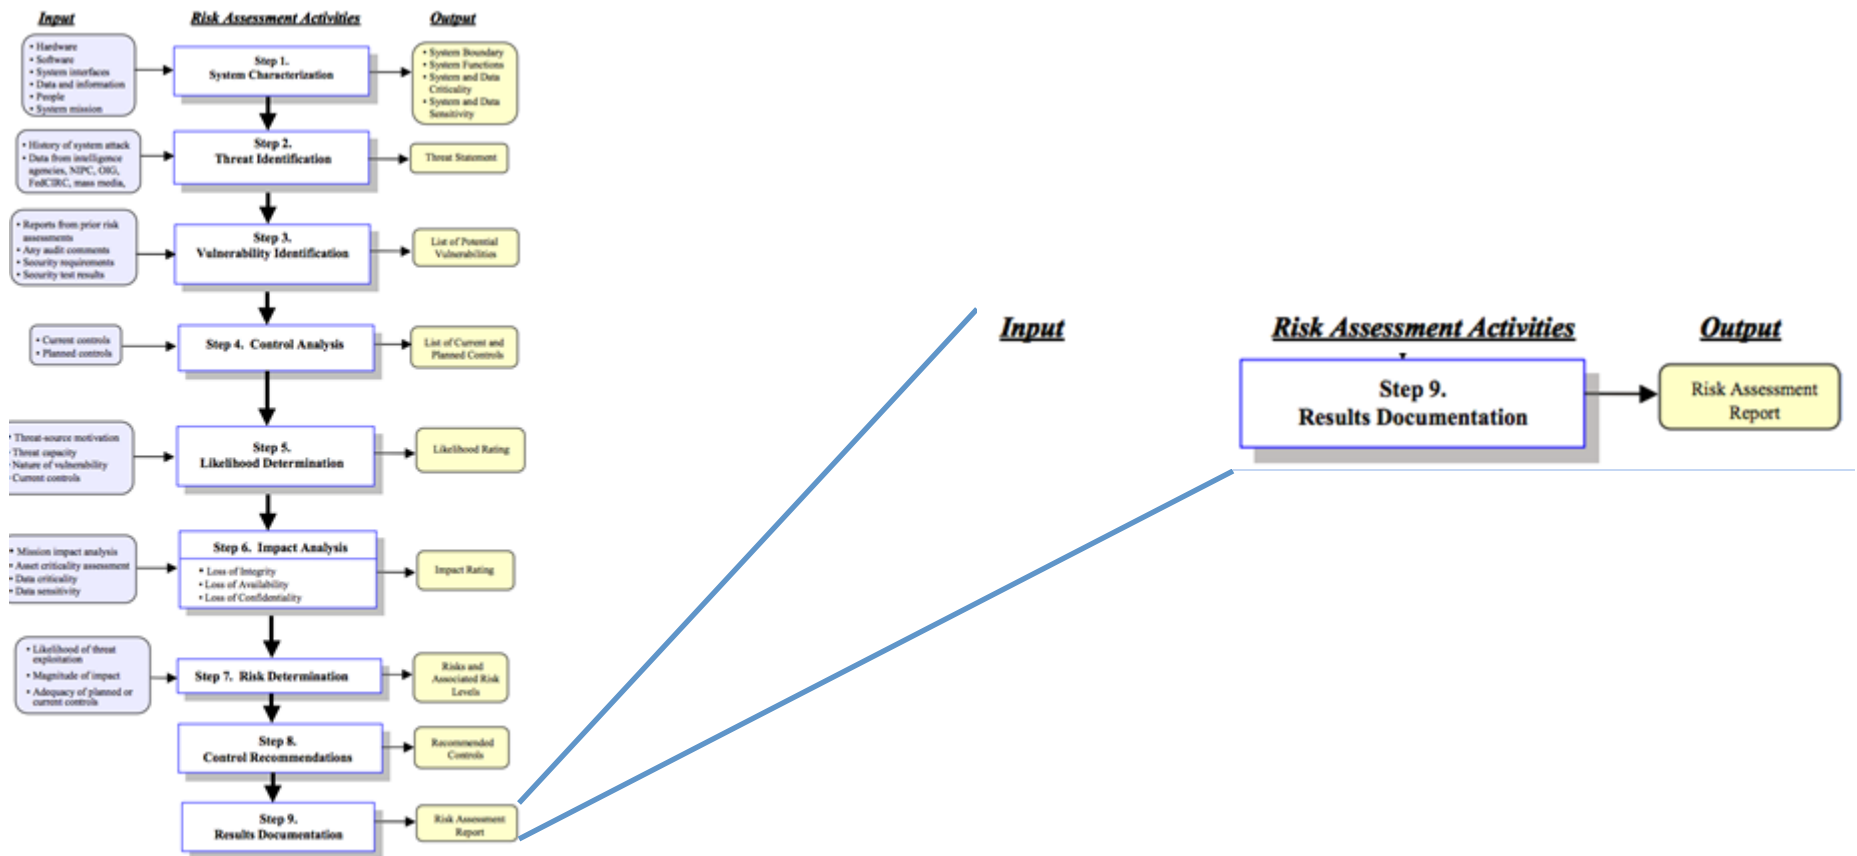 Input
Risk Assessment Activities
Output
• Hardware
• Software
• System interfaces
• Data and information
• People
• System mission
Step 1.
System Characterization
• System Boundary
• System Functions
• System and Data
Criticality
• System and Data
Sensitivity
• History of system attack
• Data from intelligence
agencies, NIPC, OIG,
FedCIRC, mass media,
Step 2.
Threat Identification
Threat Statement
• Reports from prior risk
assessments
• Any audit comments
• Security requirements
• Security test results
Step 3.
Vulnerability Identification
List of Potential
Vulnerabilities
• Current controls
• Planned controls
Step 4. Control Analysis
List of Current and
Planned Controls
• Threat-source motivation
• Threat capacity
• Nature of vulnerability
• Current controls
Step 5.
Likelihood Determination
Likelihood Rating
• Mission impact analysis
• Asset criticality assessment
• Data criticality
• Data sensitivity
Step 6. Impact Analysis
• Loss of Integrity
• Loss of Availability
• Loss of Confidentiality
Impact Rating
• Likelihood of threat
exploitation
• Magnitude of impact
• Adequacy of planned or
current controls
Step 7. Risk Determination
Risks and
Associated Risk
Levels
Step 8.
Control Recommendations
Recommended
Controls
Step 9.
Results Documentation
Risk Assessment
Report
Input
Risk Assessment Activities
Output
Step 9.
Results Documentation
Risk Assessment
Report